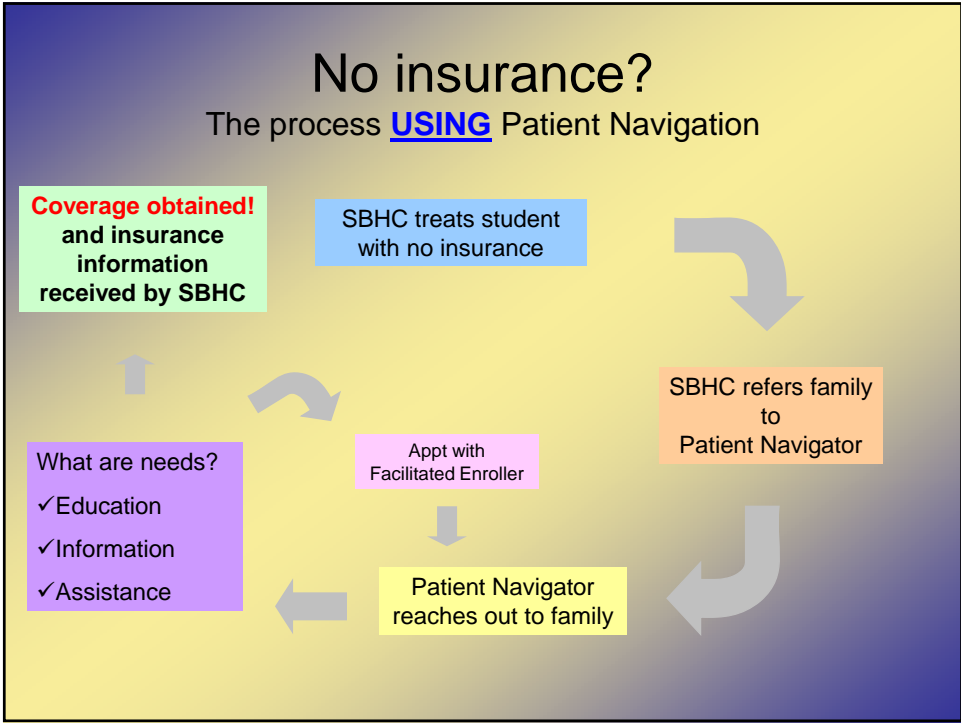 No insurance?
The process USING Patient Navigation
Coverage obtained!
and insurance
information
received by SBHC
SBHC treats student
with no insurance
SBHC refers family
to
Patient Navigator
Appt with
Facilitated Enroller
What are needs?
✓Education
✓Information
✓Assistance
Patient Navigator
reaches out to family